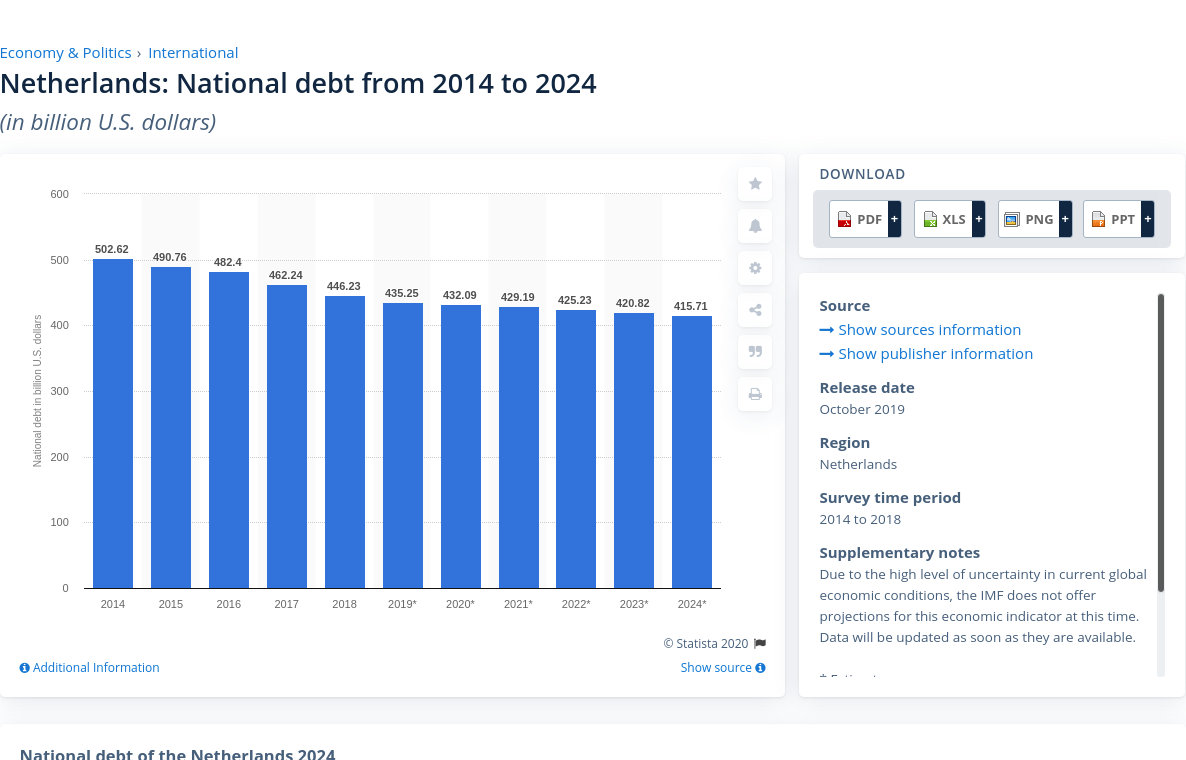 Economy & Politics › International
Netherlands: National debt from 2014 to 2024
(in billion U.S. dollars)
National debt in billion U.S. dollars
600
500
400
300
200
100
0
502.62
490.76
482.4
462.24
446.23
435.25
432.09
429.19
425.23
420.82
415.71
2014 2015 2016 2017 2018 2019* 2020* 2021* 2022* 2023* 2024*
© Statista 2020
Additional Information
Show source
DOWNLOAD
PDF + XLS + PNG + PPT +
Source
Show sources information
Show publisher information
Release date
October 2019
Region
Netherlands
Survey time period
2014 to 2018
Supplementary notes
Due to the high level of uncertainty in current global
economic conditions, the IMF does not offer
projections for this economic indicator at this time.
Data will be updated as soon as they are available.
National debt of the Netherlands 2024